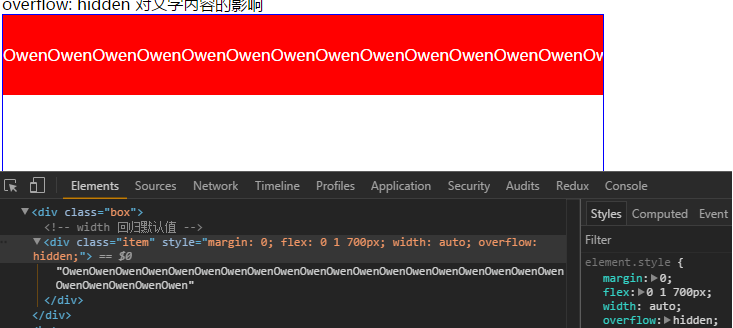 overflow: hidden 对文字内容的影响
OwenOwenOwenOwenOwenOwenOwenOwenOwenOwenOwenOwenOwenOw
Elements Sources Network Timeline Profiles Application Security Audits Redux Console
<div class="box">
<!-- width 回归默认值 -->
<div class="item" style="margin: 0; flex: 0 1 700px; width: auto; overflow:
hidden;"> == $0
"OwenOwenOwenOwenOwenOwenOwenOwenOwenOwenOwenOwenOwenOwenOwenOwenOwenOwenOwen
OwenOwenOwenOwenOwen"
</div>
</div>
Styles Computed Event
Filter
element.style {
margin: 0;
flex: 0 1 700px;
width: auto;
overflow: hidden;